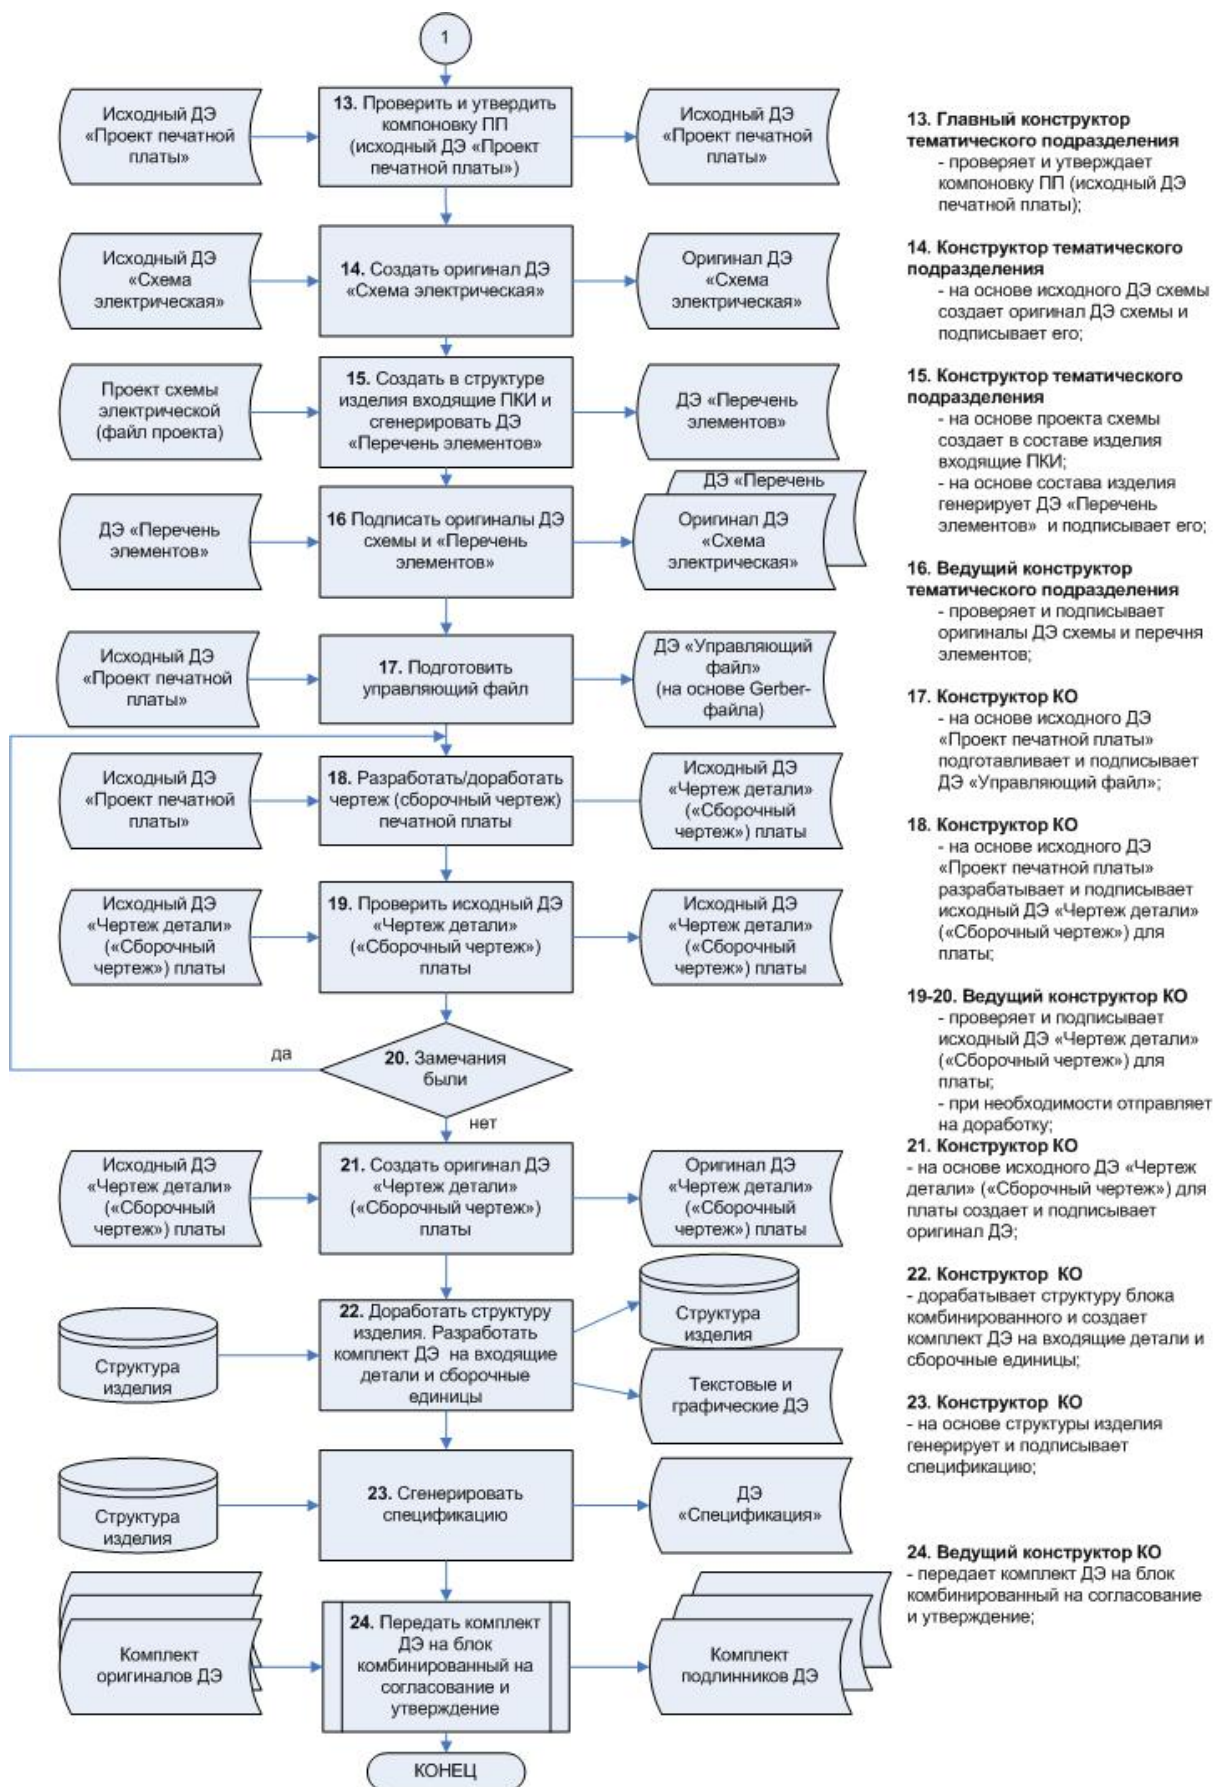 1
Исходный ДЭ
«Проект печатной
платы»
13. Проверить и утвердить
компоновку ПП
(исходный ДЭ «Проект
печатной платы»)
Исходный ДЭ
«Проект печатной
платы»
13. Главный конструктор
тематического подразделения
- проверяет и утверждает
компоновку ПП (исходный ДЭ
печатной платы);
Исходный ДЭ
«Схема
электрическая»
14. Создать оригинал ДЭ
«Схема электрическая»
Оригинал ДЭ
«Схема
электрическая»
14. Конструктор тематического
подразделения
- на основе исходного ДЭ схемы
создает оригинал ДЭ схемы и
подписывает его;
Проект схемы
электрической
(файл проекта)
15. Создать в структуре
изделия входящие ПКИ и
сгенерировать ДЭ
«Перечень элементов»
ДЭ «Перечень
элементов»
15. Конструктор тематического
подразделения
- на основе проекта схемы
создает в составе изделия
входящие ПКИ;
- на основе состава изделия
генерирует ДЭ «Перечень
элементов» и подписывает его;
ДЭ «Перечень
элементов»
16 Подписать оригиналы ДЭ
схемы и «Перечень
элементов»
ДЭ «Перечень
Оригинал ДЭ
«Схема
электрическая»
16. Ведущий конструктор
тематического подразделения
- проверяет и подписывает
оригиналы ДЭ схемы и перечня
элементов;
Исходный ДЭ
«Проект печатной
платы»
17. Подготовить
управляющий файл
ДЭ «Управляющий
файл»
(на основе Gerber-
файла)
17. Конструктор КО
- на основе исходного ДЭ
«Проект печатной платы»
подготавливает и подписывает
ДЭ «Управляющий файл»;
Исходный ДЭ
«Проект печатной
платы»
18. Разработать/доработать
чертеж (сборочный чертеж)
печатной платы
Исходный ДЭ
«Чертеж детали»
(«Сборочный
чертеж») платы
18. Конструктор КО
- на основе исходного ДЭ
«Проект печатной платы»
разрабатывает и подписывает
исходный ДЭ «Чертеж детали»
(«Сборочный чертеж») для
платы;
Исходный ДЭ
«Чертеж детали»
(«Сборочный
чертеж») платы
19. Проверить исходный ДЭ
«Чертеж детали»
(«Сборочный чертеж»)
платы
Исходный ДЭ
«Чертеж детали»
(«Сборочный
чертеж») платы
19-20. Ведущий конструктор КО
- проверяет и подписывает
исходный ДЭ «Чертеж детали»
(«Сборочный чертеж») для
платы;
- при необходимости отправляет
на доработку;
да
20. Замечания
были
нет
Исходный ДЭ
«Чертеж детали»
(«Сборочный
чертеж») платы
21. Создать оригинал ДЭ
«Чертеж детали»
(«Сборочный чертеж»)
платы
Оригинал ДЭ
«Чертеж детали»
(«Сборочный
чертеж») платы
21. Конструктор КО
- на основе исходного ДЭ «Чертеж
детали» («Сборочный чертеж») для
платы создает и подписывает
оригинал ДЭ;
Структура
изделия
22. Доработать структуру
изделия. Разработать
комплект ДЭ на входящие
детали и сборочные
единицы
Структура
изделия
Текстовые и
графические ДЭ
22. Конструктор КО
- дорабатывает структуру блока
комбинированного и создает
комплект ДЭ на входящие детали и
сборочные единицы;
Структура
изделия
23. Сгенерировать
спецификацию
ДЭ
«Спецификация»
23. Конструктор КО
- на основе структуры изделия
генерирует и подписывает
спецификацию;
Комплект
оригиналов ДЭ
24. Передать комплект
ДЭ на блок
комбинированный на
согласование и
утверждение
Комплект
подлинников ДЭ
24. Ведущий конструктор КО
- передает комплект ДЭ на блок
комбинированный на согласование
и утверждение;
КОНЕЦ